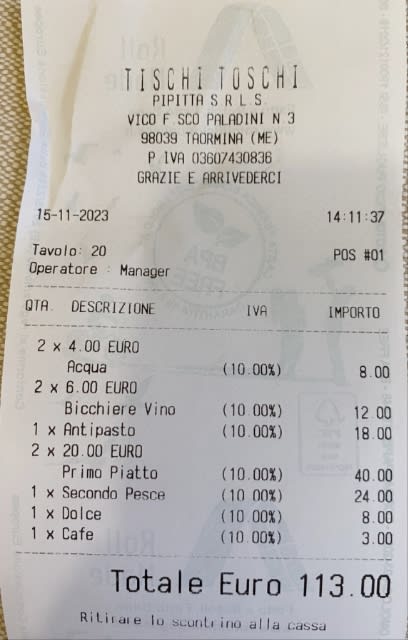 TISCHI TOSCHI
PIPITTA S.R.L.S.
VICO F.SCO PALADINI N.3
98039 TAORMINA (ME)
P.IVA 03607430836
GRAZIE E ARRIVEDERCI
15-11-2023 14:11:37
Tavolo: 20 POS #01
Operatore : Manager
QTA. DESCRIZIONE IVA IMPORTO
2 x 4.00 EURO
Acqua (10.00%) 8.00
2 x 6.00 EURO
Bicchiere Vino (10.00%) 12.00
1 x Antipasto (10.00%) 18.00
2 x 20.00 EURO
Primo Piatto (10.00%) 40.00
1 x Secondo Pesce (10.00%) 24.00
1 x Dolce (10.00%) 8.00
1 x Cafe (10.00%) 3.00
Totale Euro 113.00
Ritirare lo scontrino alla cassa